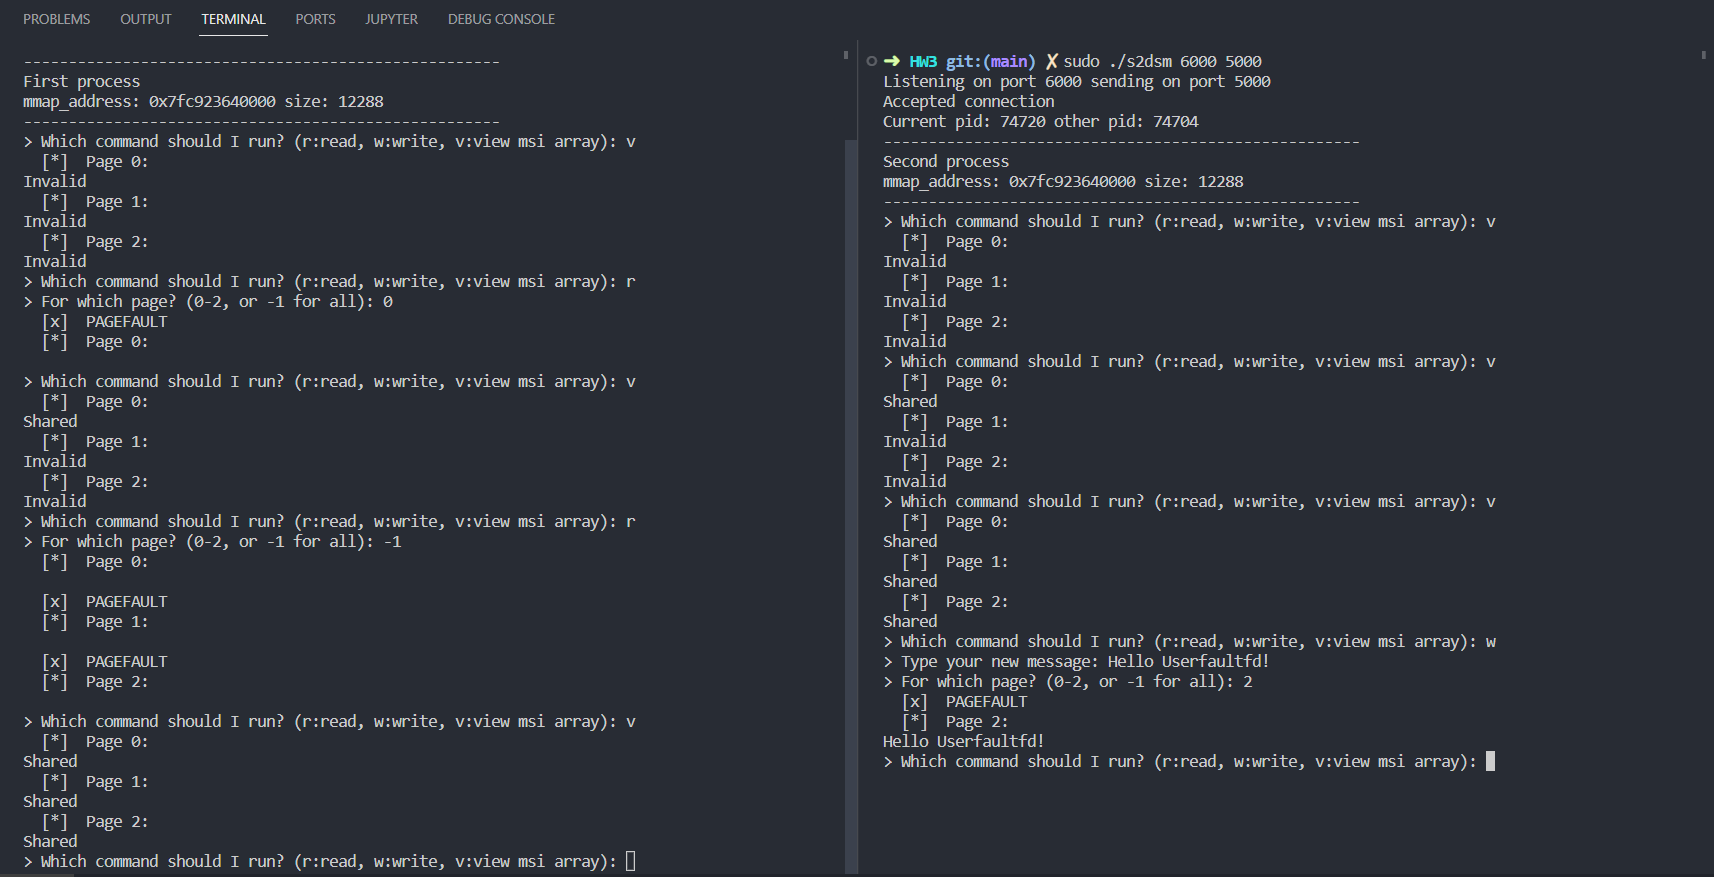 PROBLEMS OUTPUT TERMINAL PORTS JUPYTER DEBUG CONSOLE
-----------------------------------------------------
First process
mmap_address: 0x7fc923640000 size: 12288
-----------------------------------------------------
> Which command should I run? (r:read, w:write, v:view msi array): v
  [*]  Page 0:
Invalid
  [*]  Page 1:
Invalid
  [*]  Page 2:
Invalid
> Which command should I run? (r:read, w:write, v:view msi array): r
> For which page? (0-2, or -1 for all): 0
  [x]  PAGEFAULT
  [*]  Page 0:

> Which command should I run? (r:read, w:write, v:view msi array): v
  [*]  Page 0:
Shared
  [*]  Page 1:
Invalid
  [*]  Page 2:
Invalid
> Which command should I run? (r:read, w:write, v:view msi array): r
> For which page? (0-2, or -1 for all): -1
  [*]  Page 0:

  [x]  PAGEFAULT
  [*]  Page 1:

  [x]  PAGEFAULT
  [*]  Page 2:

> Which command should I run? (r:read, w:write, v:view msi array): v
  [*]  Page 0:
Shared
  [*]  Page 1:
Shared
  [*]  Page 2:
Shared
> Which command should I run? (r:read, w:write, v:view msi array):
➜ HW3 git:(main) ✗ sudo ./s2dsm 6000 5000
Listening on port 6000 sending on port 5000
Accepted connection
Current pid: 74720 other pid: 74704
-----------------------------------------------------
Second process
mmap_address: 0x7fc923640000 size: 12288
-----------------------------------------------------
> Which command should I run? (r:read, w:write, v:view msi array): v
  [*]  Page 0:
Invalid
  [*]  Page 1:
Invalid
  [*]  Page 2:
Invalid
> Which command should I run? (r:read, w:write, v:view msi array): v
  [*]  Page 0:
Shared
  [*]  Page 1:
Invalid
  [*]  Page 2:
Invalid
> Which command should I run? (r:read, w:write, v:view msi array): v
  [*]  Page 0:
Shared
  [*]  Page 1:
Shared
  [*]  Page 2:
Shared
> Which command should I run? (r:read, w:write, v:view msi array): w
> Type your new message: Hello Userfaultfd!
> For which page? (0-2, or -1 for all): 2
  [x]  PAGEFAULT
  [*]  Page 2:
Hello Userfaultfd!
> Which command should I run? (r:read, w:write, v:view msi array):